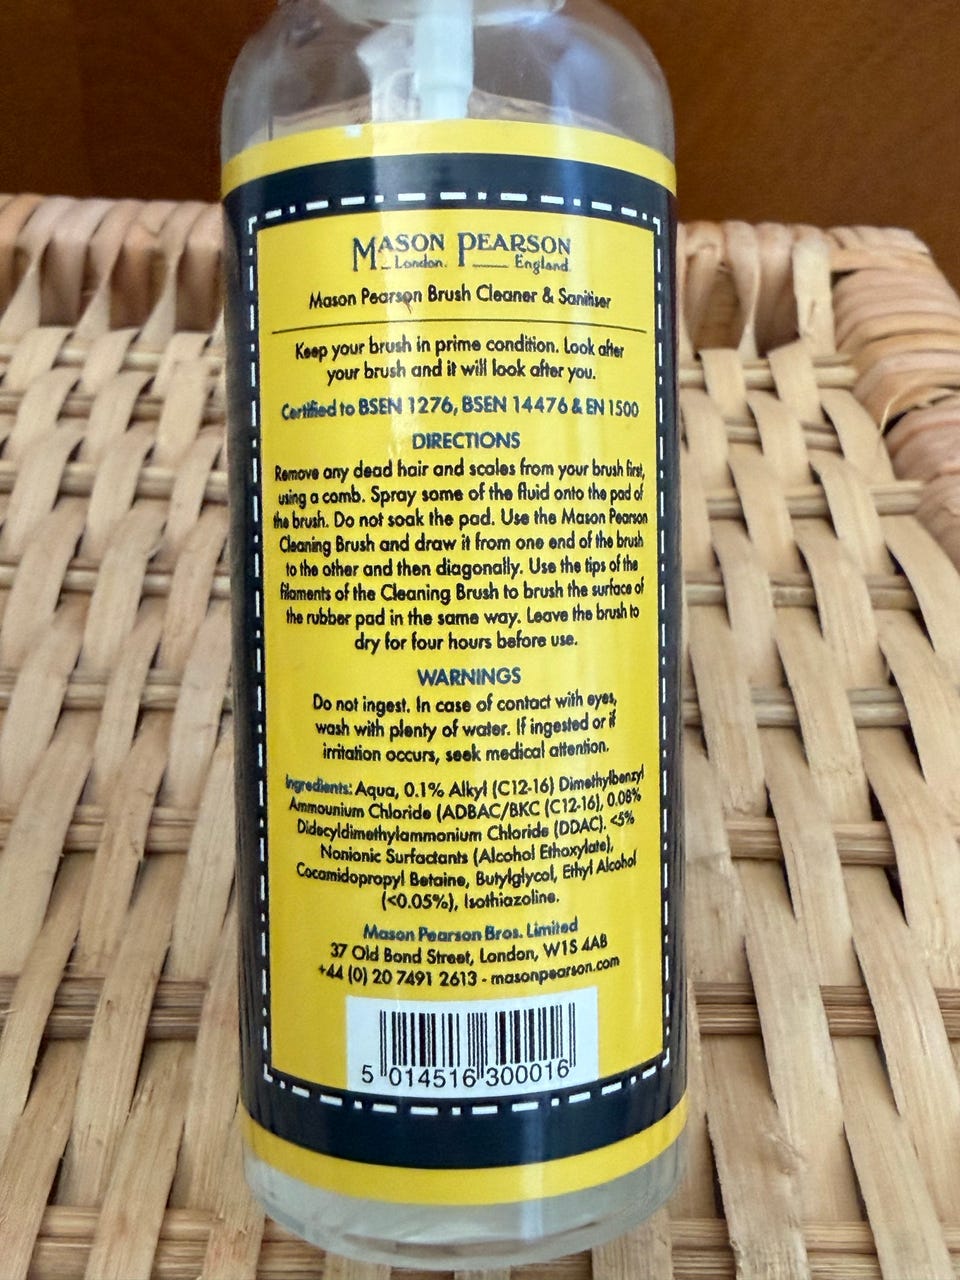 MASON PEARSON
London. England.
Mason Pearson Brush Cleaner & Sanitiser
Keep your brush in prime condition. Look after
your brush and it will look after you.
Certified to BSEN 1276, BSEN 14476 & EN 1500
DIRECTIONS
Remove any dead hair and scales from your brush first,
using a comb. Spray some of the fluid onto the pad of
the brush. Do not soak the pad. Use the Mason Pearson
Cleaning Brush and draw it from one end of the brush
to the other and then diagonally. Use the tips of the
filaments of the Cleaning Brush to brush the surface of
the rubber pad in the same way. Leave the brush to
dry for four hours before use.
WARNINGS
Do not ingest. In case of contact with eyes,
wash with plenty of water. If ingested or if
irritation occurs, seek medical attention.
Ingredients: Aqua, 0.1% Alkyl (C12-16) Dimethylbenzyl
Ammounium Chloride (ADBAC/BKC (C12-16), 0.08%
Didecyldimethylammonium Chloride (DDAC). <5%
Nonionic Surfactants (Alcohol Ethoxylate),
Cocamidopropyl Betaine, Butylglycol, Ethyl Alcohol
(<0.05%), Isothiazoline.
Mason Pearson Bros. Limited
37 Old Bond Street, London, W1S 4AB
+44 (0) 20 7491 2613 - masonpearson.com
5 014516 300016